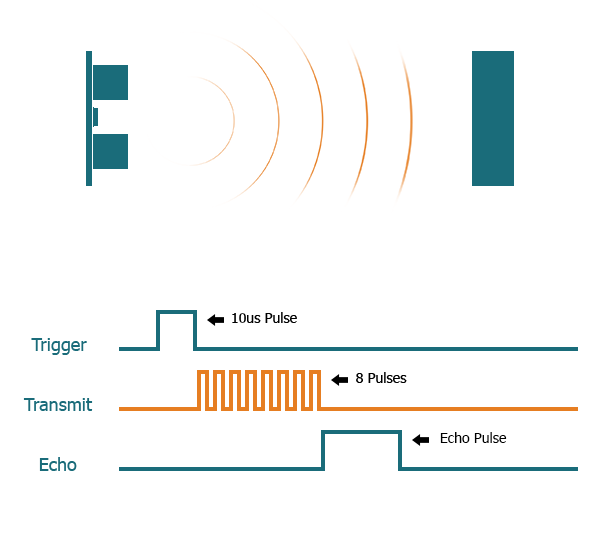 10us Pulse
Trigger
8 Pulses
Transmit
Echo Pulse
Echo